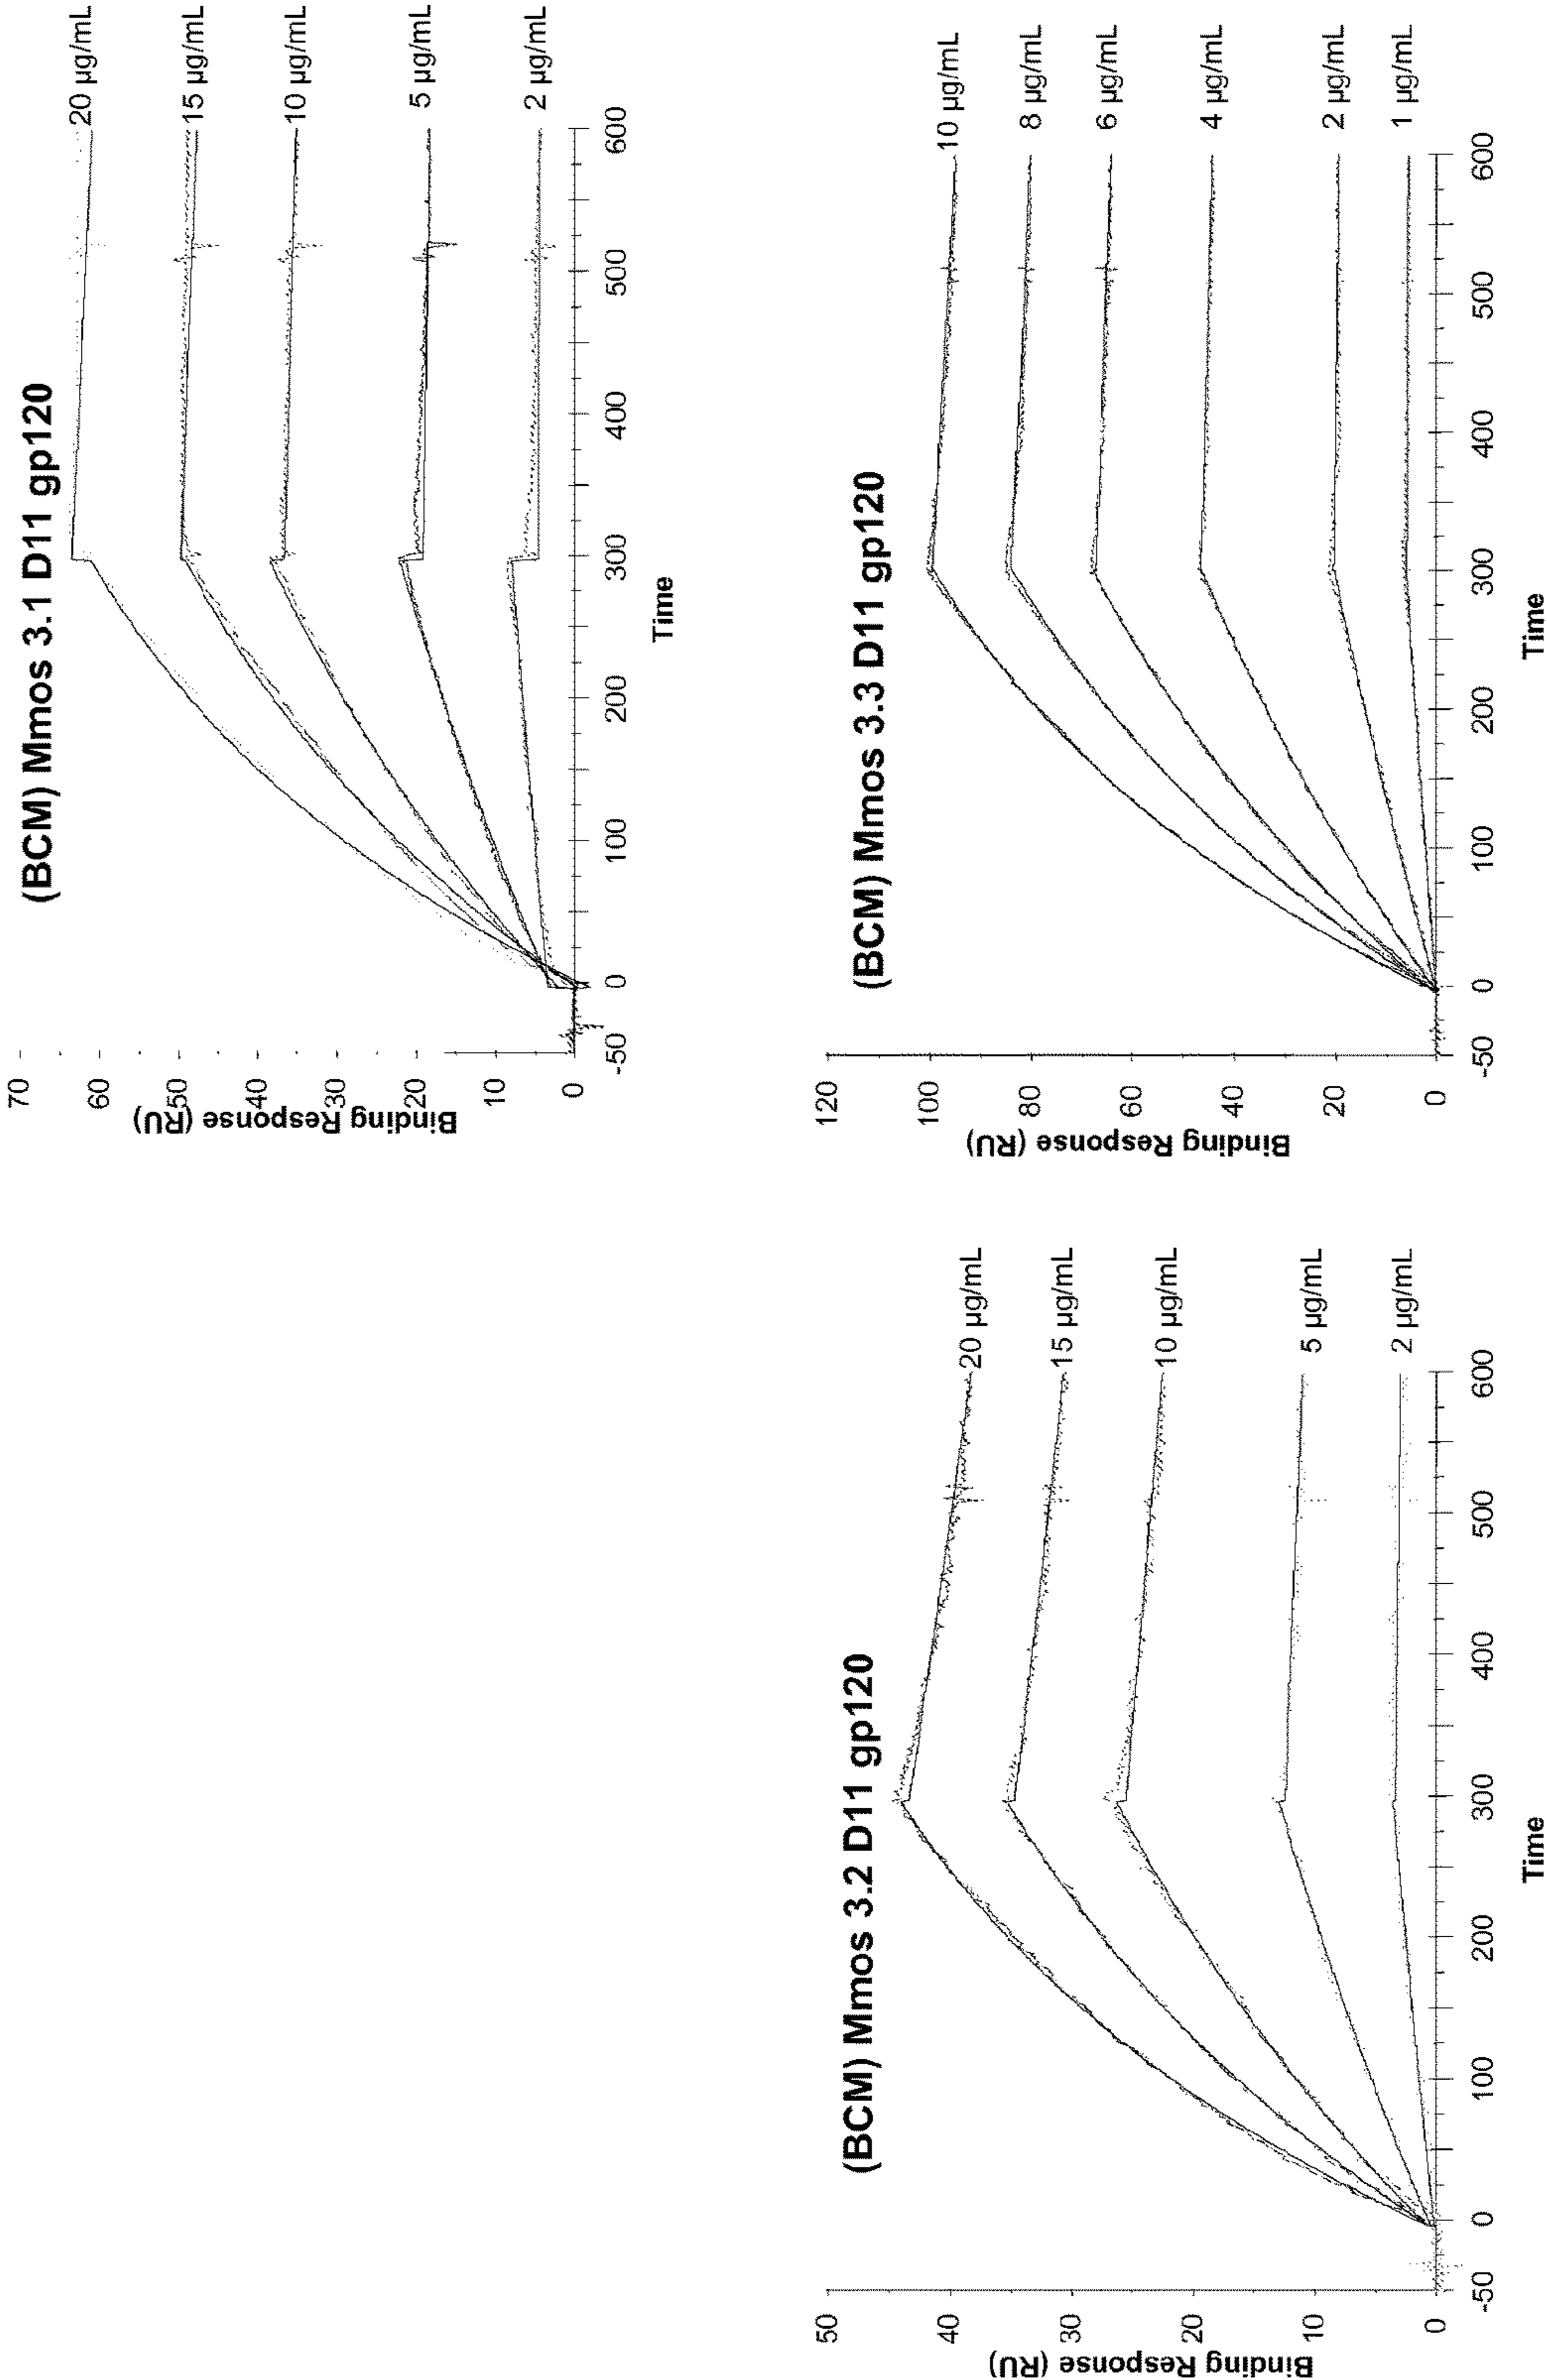 (BCM) Mmos 3.1 D11 gp120
Binding Response (RU)
70
60
50
40
30
20
10
0
-50
0
100
200
300
400
500
600
Time
20 µg/mL
15 µg/mL
10 µg/mL
5 µg/mL
2 µg/mL
(BCM) Mmos 3.2 D11 gp120
Binding Response (RU)
50
40
30
20
10
0
-50
0
100
200
300
400
500
600
Time
20 µg/mL
15 µg/mL
10 µg/mL
5 µg/mL
2 µg/mL
(BCM) Mmos 3.3 D11 gp120
Binding Response (RU)
120
100
80
60
40
20
0
-50
0
100
200
300
400
500
600
Time
10 µg/mL
8 µg/mL
6 µg/mL
4 µg/mL
2 µg/mL
1 µg/mL